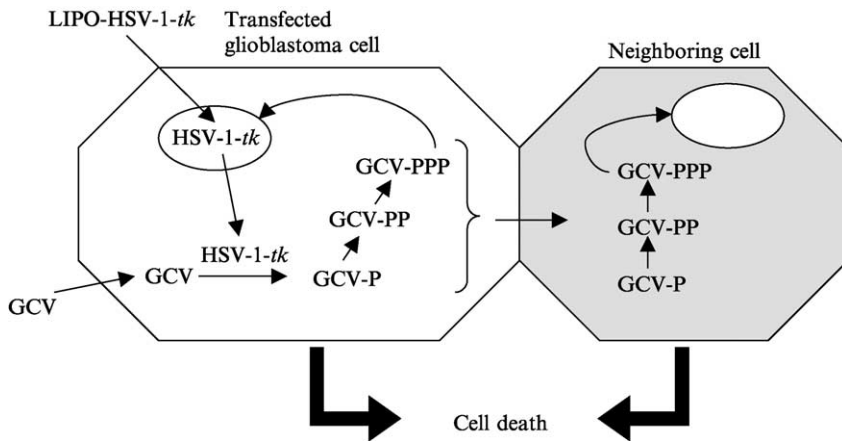 LIPO-HSV-1-tk
Transfected
glioblastoma cell
Neighboring cell
HSV-1-tk
GCV-PPP
GCV-PP
HSV-1-tk
GCV
GCV-P
GCV
GCV-PPP
GCV-PP
GCV-P
Cell death